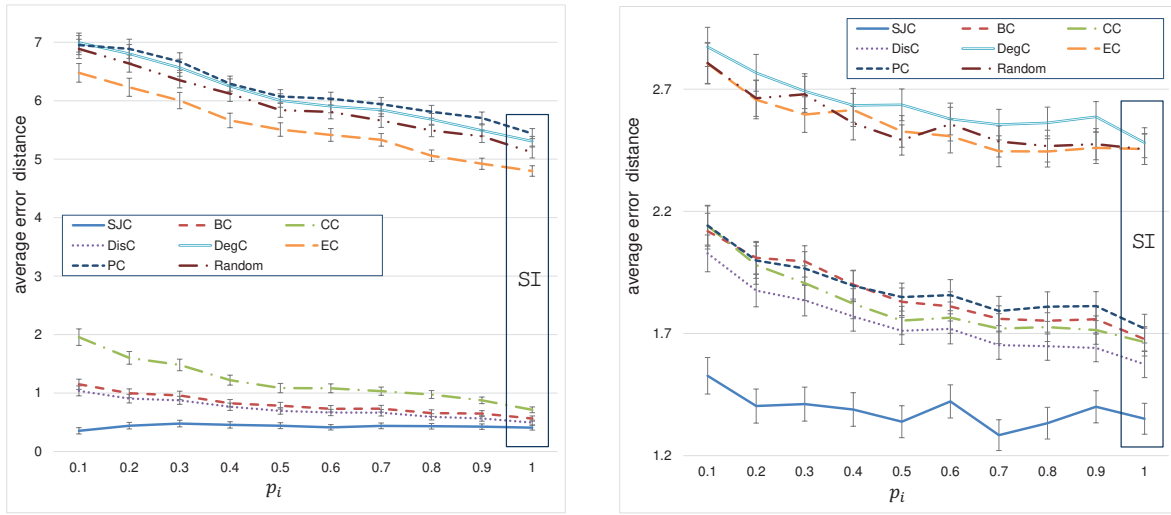 average error distance
7
6
5
4
3
2
1
0
SJC BC CC
DisC DegC EC
PC Random
SI
0.1 0.2 0.3 0.4 0.5 0.6 0.7 0.8 0.9 1
p_i
average error distance
2.7
2.2
1.7
1.2
SJC BC CC
DisC DegC EC
PC Random
SI
0.1 0.2 0.3 0.4 0.5 0.6 0.7 0.8 0.9 1
p_i